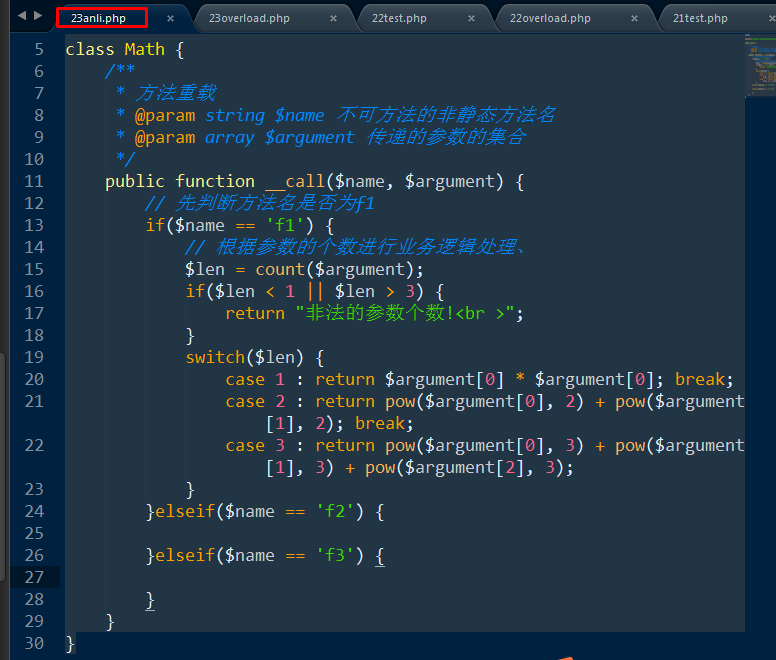 23anli.php × 23overload.php × 22test.php × 22overload.php × 21test.php ×
5 class Math {
6 /**
7 * 方法重载
8 * @param string $name 不可方法的非静态方法名
9 * @param array $argument 传递的参数的集合
10 */
11 public function __call($name, $argument) {
12 // 先判断方法名是否为f1
13 if($name == 'f1') {
14 // 根据参数的个数进行业务逻辑处理、
15 $len = count($argument);
16 if($len < 1 || $len > 3) {
17 return "非法的参数个数!<br >";
18 }
19 switch($len) {
20 case 1 : return $argument[0] * $argument[0]; break;
21 case 2 : return pow($argument[0], 2) + pow($argument
[1], 2); break;
22 case 3 : return pow($argument[0], 3) + pow($argument
[1], 3) + pow($argument[2], 3);
23 }
24 }elseif($name == 'f2') {
25
26 }elseif($name == 'f3') {
27
28 }
29 }
30 }